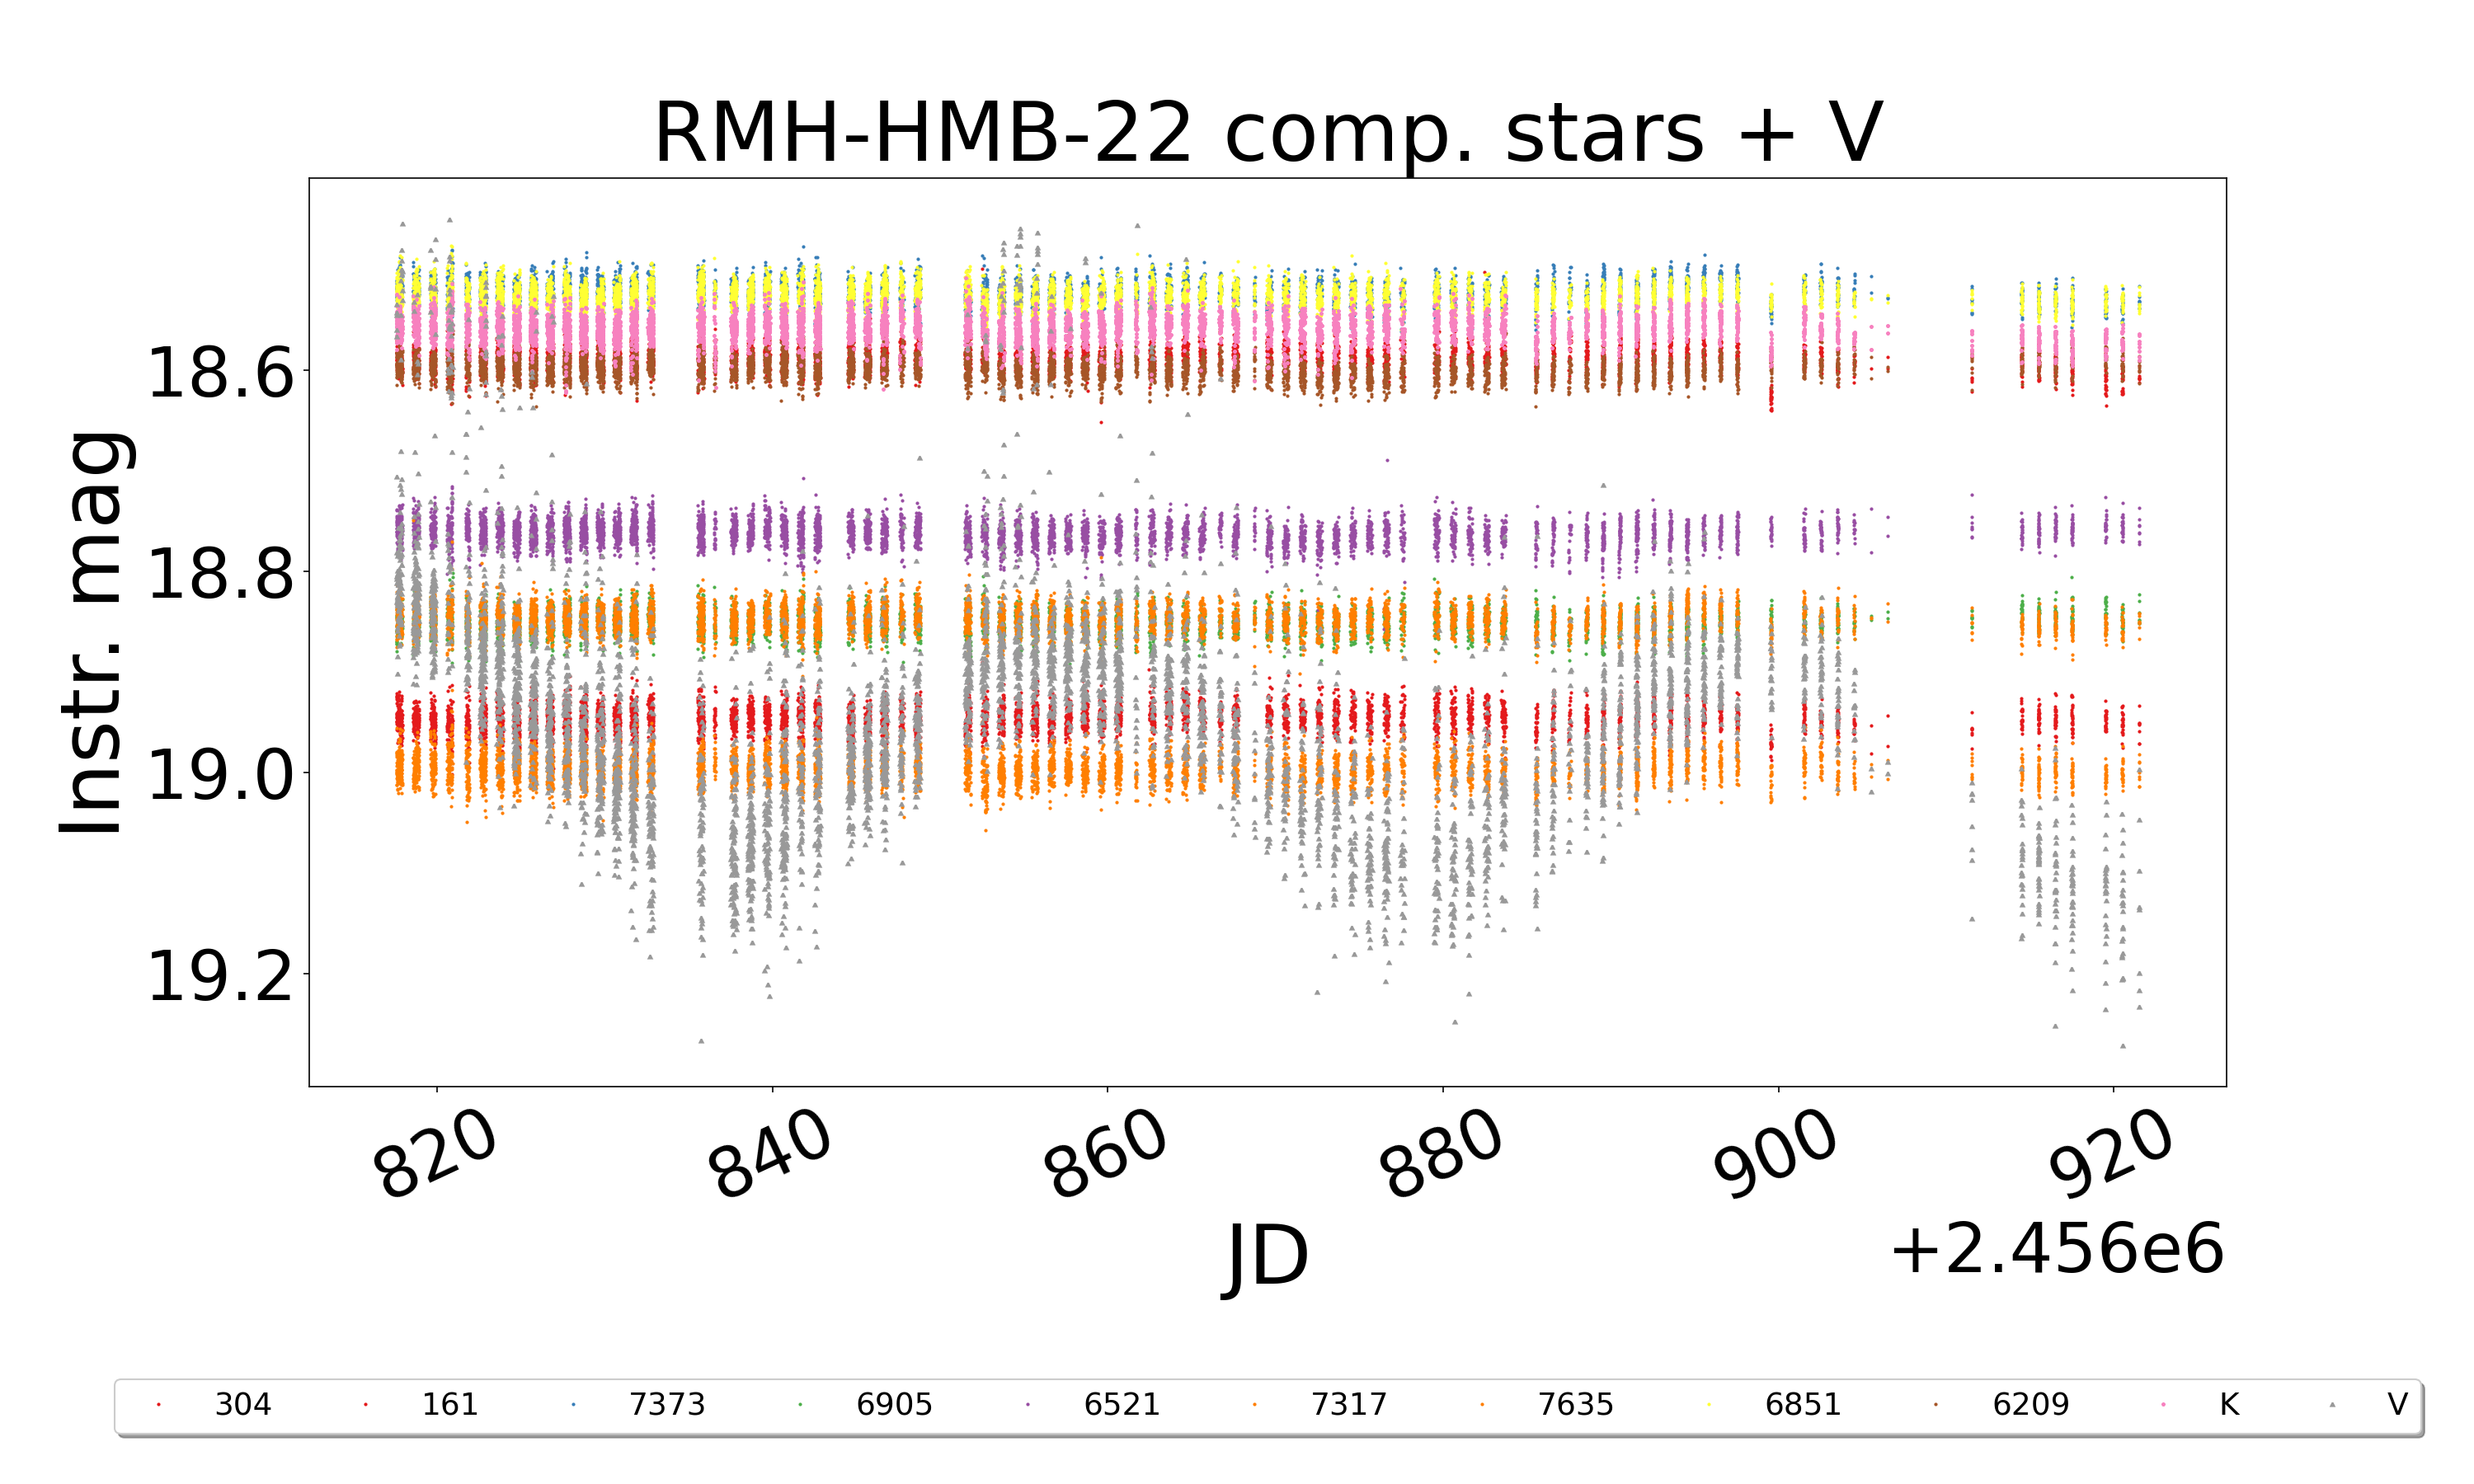 RMH-HMB-22 comp. stars + V
Instr. mag
18.6
18.8
19.0
19.2
820 840 860 880 900 920
JD
+2.456e6
304 161 7373 6905 6521 7317 7635 6851 6209 K V